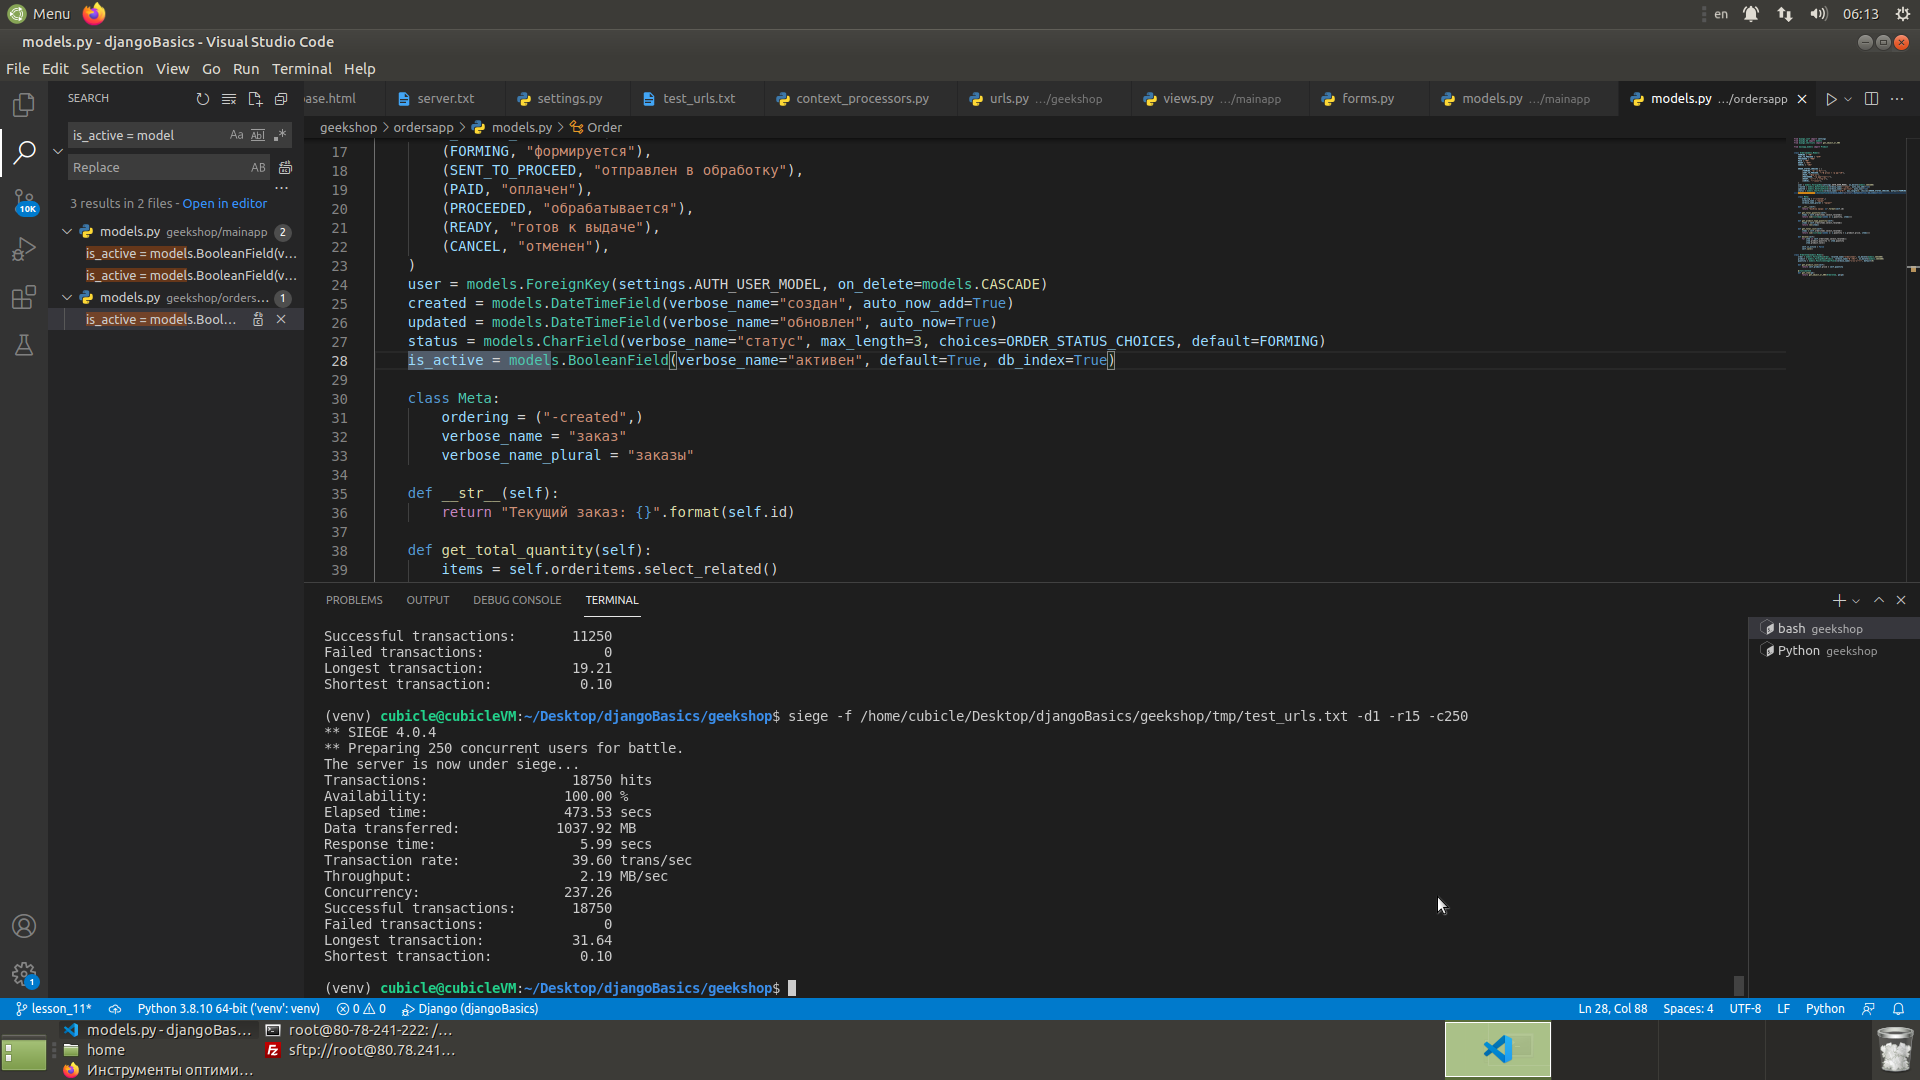 Menu
en 06:13
models.py - djangoBasics - Visual Studio Code
File Edit Selection View Go Run Terminal Help
SEARCH
is_active = model Aa Abl
Replace AB
3 results in 2 files - Open in editor
models.py geekshop/mainapp 2
is_active = models.BooleanField(v...
is_active = models.BooleanField(v...
models.py geekshop/orders... 1
is_active = models.Bool...
10K
1
ase.html server.txt settings.py test_urls.txt context_processors.py urls.py .../geekshop views.py .../mainapp forms.py models.py .../mainapp models.py .../ordersapp
geekshop > ordersapp > models.py > Order
17 (FORMING, "формируется"),
18 (SENT_TO_PROCEED, "отправлен в обработку"),
19 (PAID, "оплачен"),
20 (PROCEEDED, "обрабатывается"),
21 (READY, "готов к выдаче"),
22 (CANCEL, "отменен"),
23 )
24 user = models.ForeignKey(settings.AUTH_USER_MODEL, on_delete=models.CASCADE)
25 created = models.DateTimeField(verbose_name="создан", auto_now_add=True)
26 updated = models.DateTimeField(verbose_name="обновлен", auto_now=True)
27 status = models.CharField(verbose_name="статус", max_length=3, choices=ORDER_STATUS_CHOICES, default=FORMING)
28 is_active = models.BooleanField(verbose_name="активен", default=True, db_index=True)
29
30 class Meta:
31 ordering = ("-created",)
32 verbose_name = "заказ"
33 verbose_name_plural = "заказы"
34
35 def __str__(self):
36 return "Текущий заказ: {}".format(self.id)
37
38 def get_total_quantity(self):
39 items = self.orderitems.select_related()
PROBLEMS OUTPUT DEBUG CONSOLE TERMINAL
bash geekshop
Python geekshop
Successful transactions: 11250
Failed transactions: 0
Longest transaction: 19.21
Shortest transaction: 0.10
(venv) cubicle@cubicleVM:~/Desktop/djangoBasics/geekshop$ siege -f /home/cubicle/Desktop/djangoBasics/geekshop/tmp/test_urls.txt -d1 -r15 -c250
** SIEGE 4.0.4
** Preparing 250 concurrent users for battle.
The server is now under siege...
Transactions: 18750 hits
Availability: 100.00 %
Elapsed time: 473.53 secs
Data transferred: 1037.92 MB
Response time: 5.99 secs
Transaction rate: 39.60 trans/sec
Throughput: 2.19 MB/sec
Concurrency: 237.26
Successful transactions: 18750
Failed transactions: 0
Longest transaction: 31.64
Shortest transaction: 0.10
(venv) cubicle@cubicleVM:~/Desktop/djangoBasics/geekshop$
lesson_11* Python 3.8.10 64-bit ('venv': venv) 0 0 Django (djangoBasics) Ln 28, Col 88 Spaces: 4 UTF-8 LF Python
models.py - djangoBas... root@80-78-241-222: /...
home sftp://root@80.78.241...
Инструменты оптими...